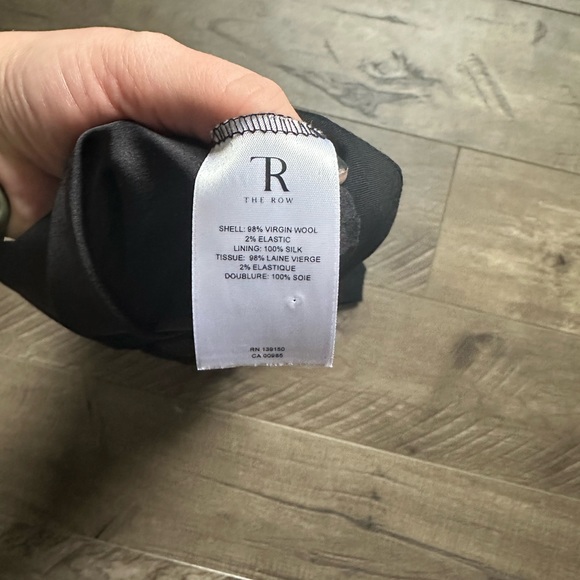 TR
THE ROW
SHELL: 98% VIRGIN WOOL
2% ELASTIC
LINING: 100% SILK
TISSUE: 98% LAINE VIERGE
2% ELASTIQUE
DOUBLURE: 100% SOIE
RN 139160
CA 00985